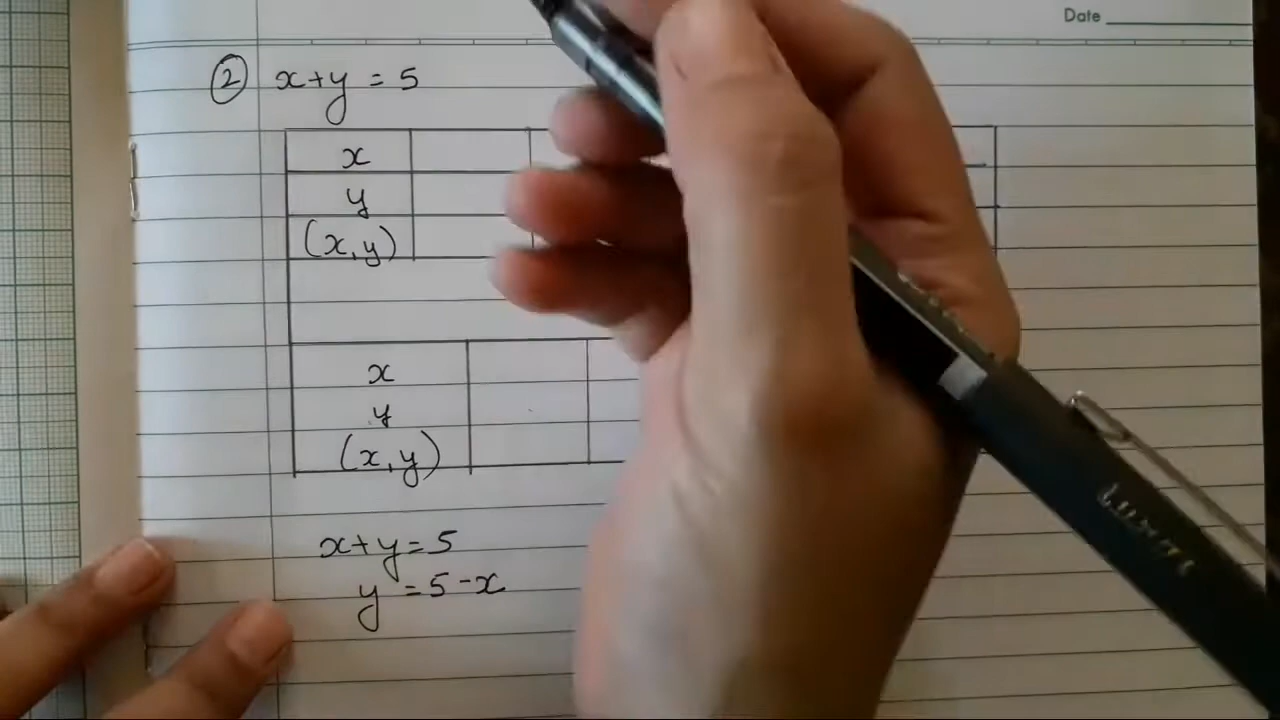 Date
② x+y = 5
x
y
(x,y)
x
y
(x,y)
x+y=5
y = 5-x